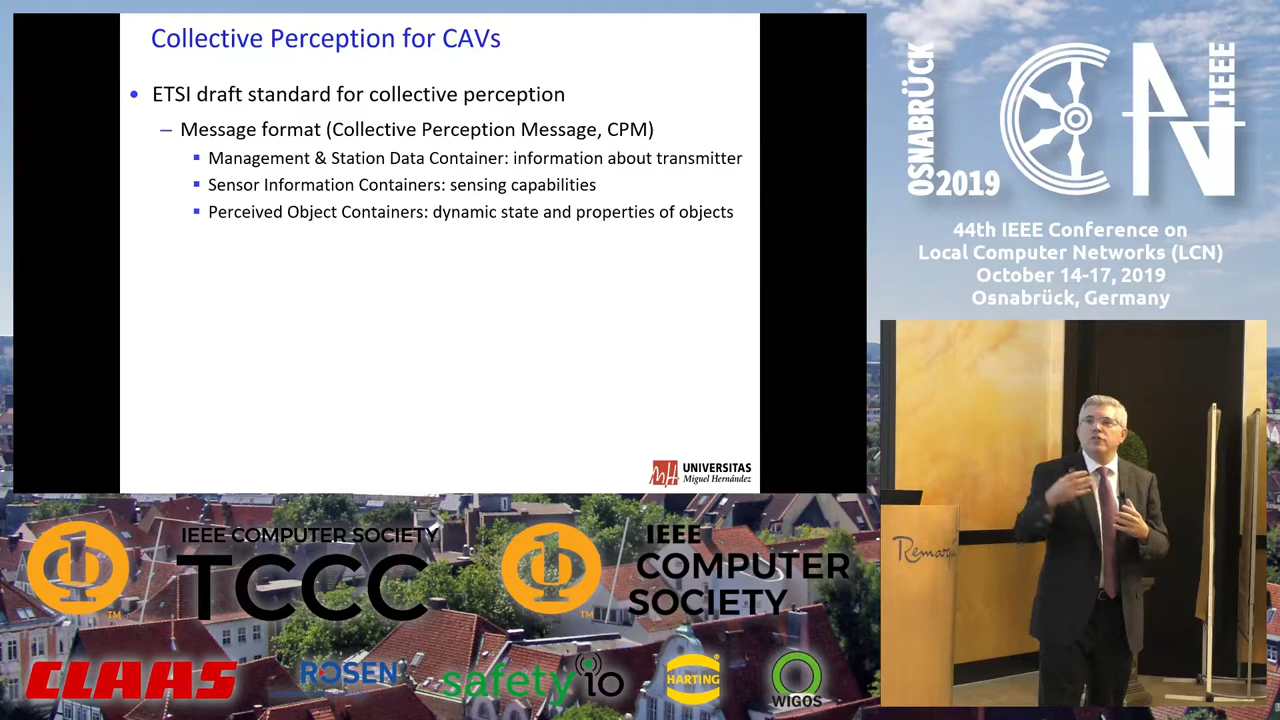 Collective Perception for CAVs
• ETSI draft standard for collective perception
– Message format (Collective Perception Message, CPM)
▪ Management & Station Data Container: information about transmitter
▪ Sensor Information Containers: sensing capabilities
▪ Perceived Object Containers: dynamic state and properties of objects
UNIVERSITAS
Miguel Hernández
OSNABRÜCK
2019
LCN
IEEE
44th IEEE Conference on
Local Computer Networks (LCN)
October 14-17, 2019
Osnabrück, Germany
IEEE COMPUTER SOCIETY
TCCC
TM
IEEE
COMPUTER
SOCIETY
TM
CLAAS
ROSEN
safety io
HARTING
WIGOS